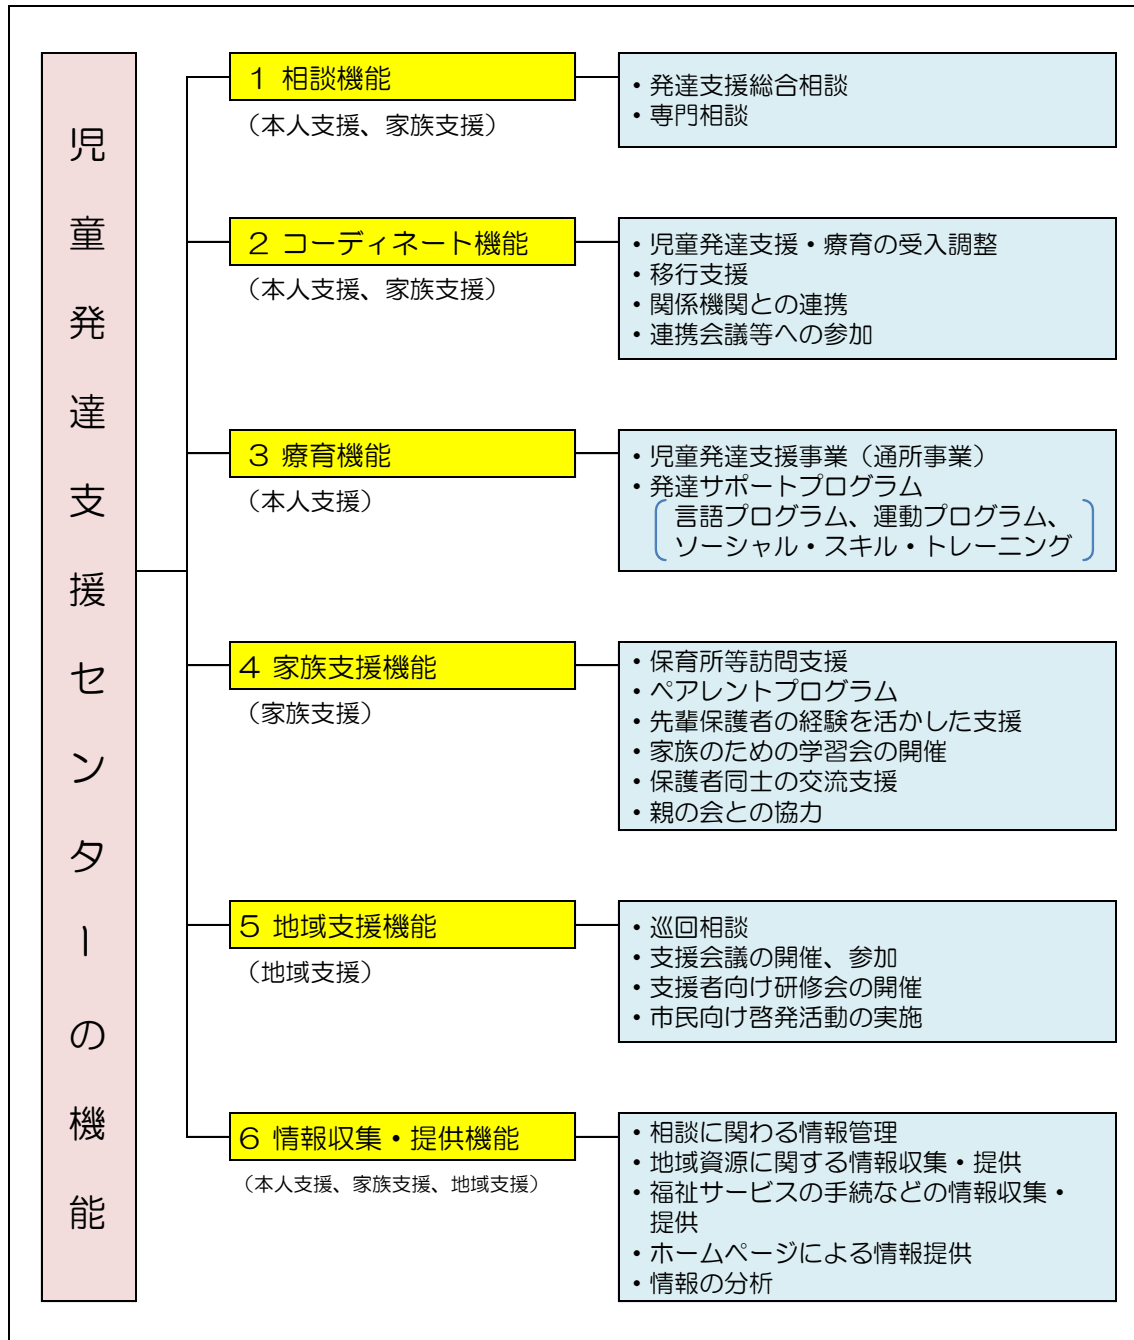 児童発達支援センターの機能
1 相談機能
（本人支援、家族支援）
・発達支援総合相談
・専門相談
2 コーディネート機能
（本人支援、家族支援）
・児童発達支援・療育の受入調整
・移行支援
・関係機関との連携
・連携会議等への参加
3 療育機能
（本人支援）
・児童発達支援事業（通所事業）
・発達サポートプログラム
言語プログラム、運動プログラム、
ソーシャル・スキル・トレーニング
4 家族支援機能
（家族支援）
・保育所等訪問支援
・ペアレントプログラム
・先輩保護者の経験を活かした支援
・家族のための学習会の開催
・保護者同士の交流支援
・親の会との協力
5 地域支援機能
（地域支援）
・巡回相談
・支援会議の開催、参加
・支援者向け研修会の開催
・市民向け啓発活動の実施
6 情報収集・提供機能
（本人支援、家族支援、地域支援）
・相談に関わる情報管理
・地域資源に関する情報収集・提供
・福祉サービスの手続などの情報収集・
提供
・ホームページによる情報提供
・情報の分析